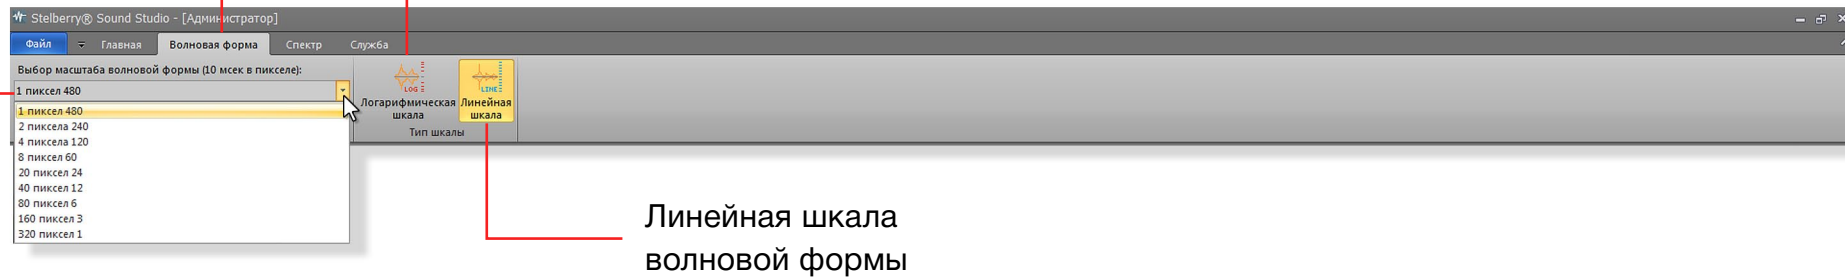 Stelberry® Sound Studio - [Администратор]
Файл Главная Волновая форма Спектр Служба
Выбор масштаба волновой формы (10 мсек в пикселе):
1 пиксел 480
1 пиксел 480
2 пиксела 240
4 пиксела 120
8 пиксел 60
20 пиксел 24
40 пиксел 12
80 пиксел 6
160 пиксел 3
320 пиксел 1
LOG
Логарифмическая
шкала
LINE
Линейная
шкала
Тип шкалы
Линейная шкала
волновой формы